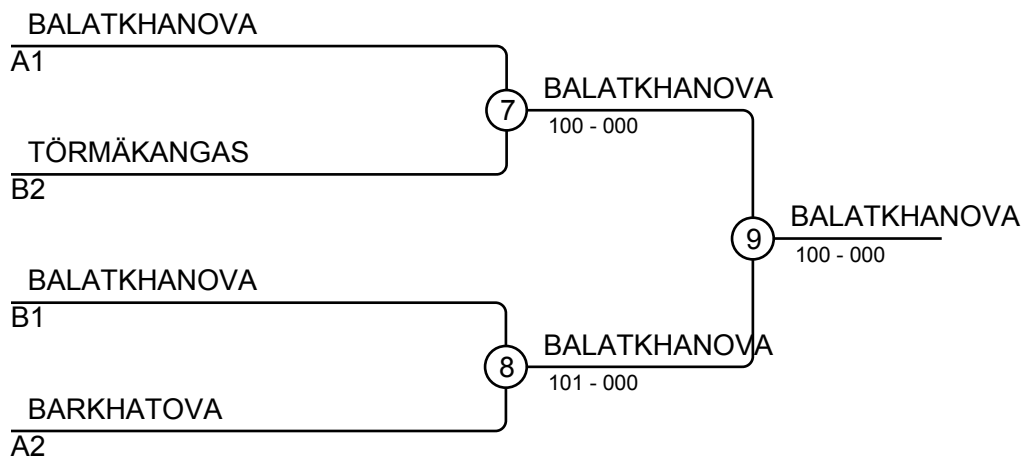 BALATKHANOVA
A1
7
BALATKHANOVA
100 - 000
TÖRMÄKANGAS
B2
9
BALATKHANOVA
100 - 000
BALATKHANOVA
B1
8
BALATKHANOVA
101 - 000
BARKHATOVA
A2